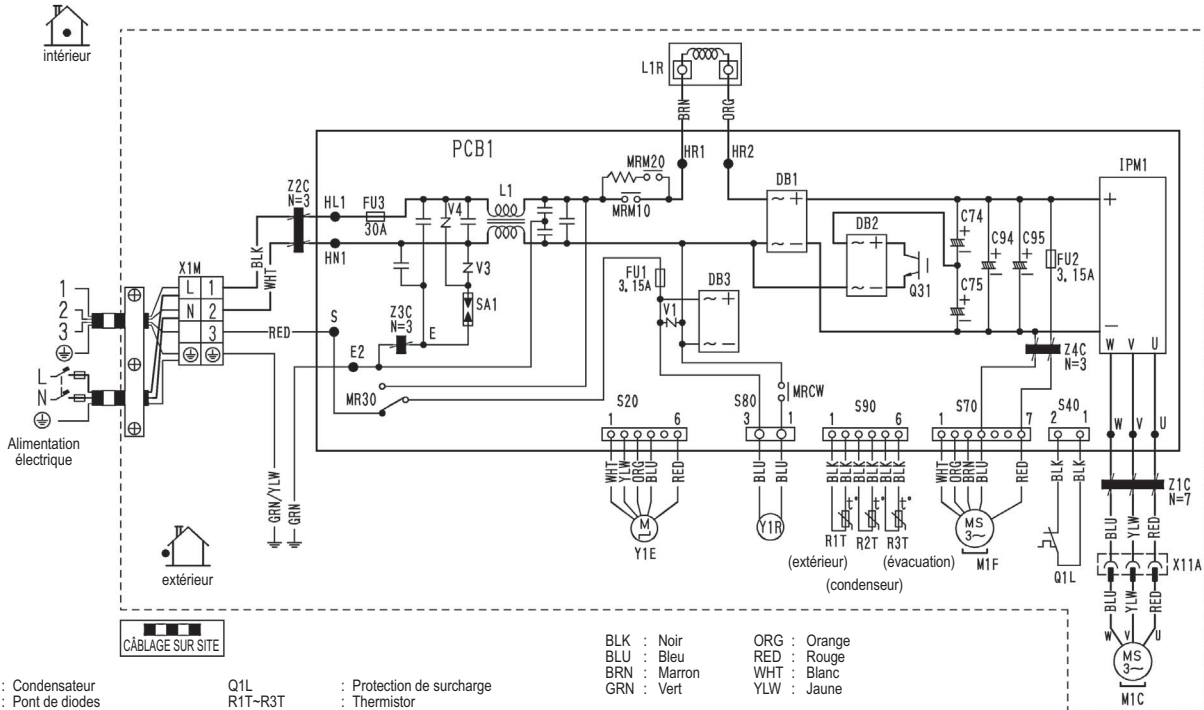 intérieur
L1R
BRN
ORG
PCB1
HR1
HR2
IPM1
MRM20
MRM10
DB1
Z2C
N=3
HL1
FU3
30A
L1
V4
HN1
V3
SA1
Z3C
N=3
E
DB2
C74
C75
C94
C95
FU2
3.15A
Q31
BLK
WHT
X1M
L 1
N 2
3
1
2
3
L
N
Alimentation
électrique
RED
S
E2
MR30
FU1
3.15A
V1
DB3
MRCW
Z4C
N=3
W V U
GRN/YLW
GRN
S20
1 6
WHT
YLW
ORG
BLU
RED
M
Y1E
S80
3 1
BLU
BLU
Y1R
S90
1 6
BLK
BLK
BLK
BLK
BLK
BLK
R1T R2T R3T
(extérieur) (évacuation)
(condenseur)
S70
1 7
WHT
ORG
BRN
BLU
RED
MS
3~
M1F
S40
2 1
BLK
BLK
Q1L
W V U
Z1C
N=7
BLU
YLW
RED
X11A
BLU
YLW
RED
W V U
MS
3~
M1C
extérieur
CÂBLAGE SUR SITE
BLK : Noir
BLU : Bleu
BRN : Marron
GRN : Vert
ORG : Orange
RED : Rouge
WHT : Blanc
YLW : Jaune
: Condensateur
: Pont de diodes
Q1L : Protection de surcharge
R1T~R3T : Thermistor